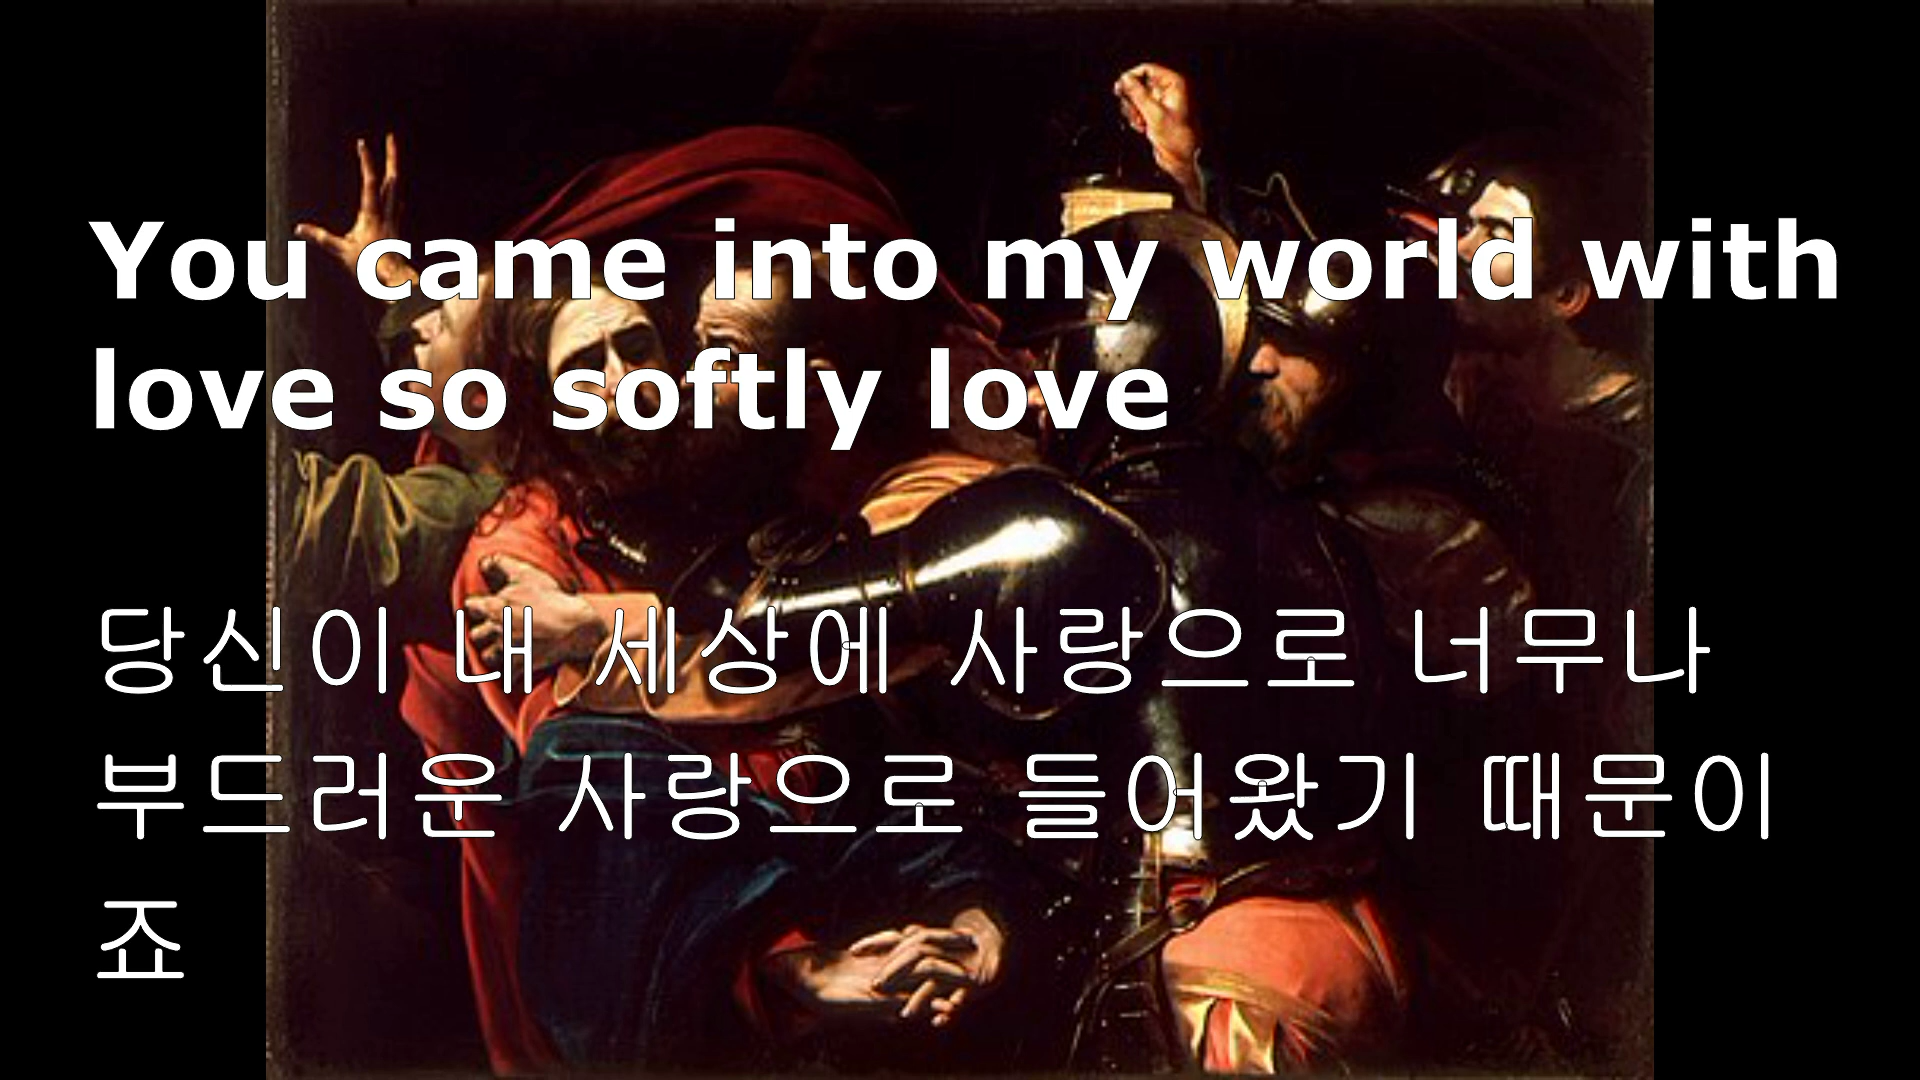 You came into my world with
love so softly love
당신이 내 세상에 사랑으로 너무나
부드러운 사랑으로 들어왔기 때문이
죠